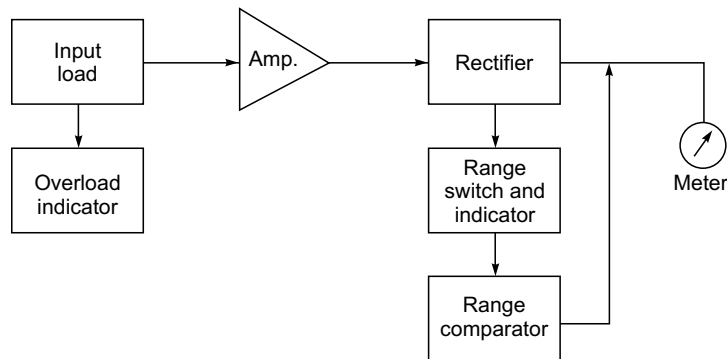 Input
load
Amp.
Rectifier
Overload
indicator
Range
switch and
indicator
Meter
Range
comparator